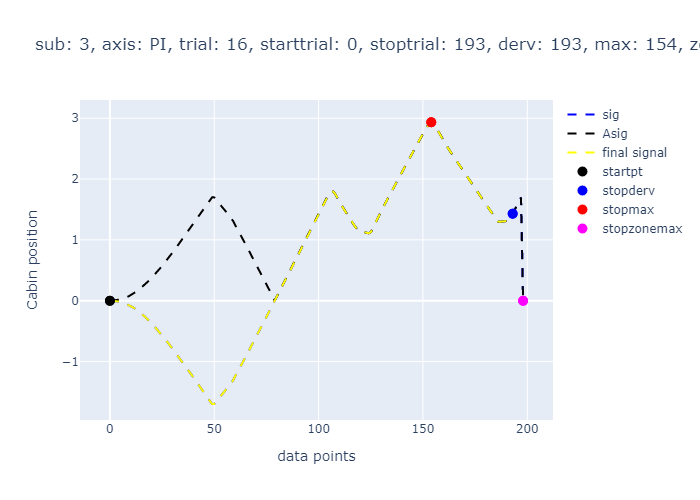 sub: 3, axis: PI, trial: 16, starttrial: 0, stoptrial: 193, derv: 193, max: 154,
3
2
1
0
−1
Cabin position
0
50
100
150
200
data points
sig
Asig
final signal
startpt
stopderv
stopmax
stopzonemax